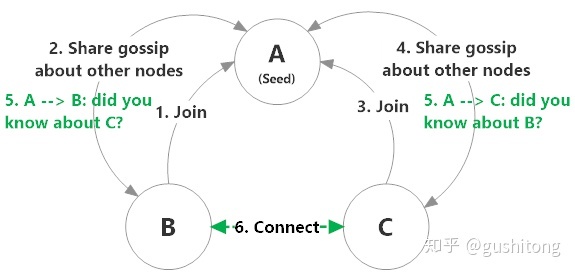 2. Share gossip
about other nodes
5. A --> B: did you
know about C?
1. Join
A
(Seed)
4. Share gossip
about other nodes
5. A --> C: did you
know about B?
3. Join
B
6. Connect
C
知乎 @gushitong